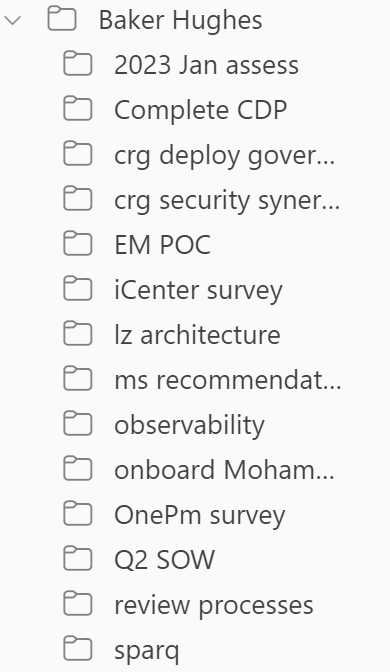 Baker Hughes
2023 Jan assess
Complete CDP
crg deploy gover...
crg security syner...
EM POC
iCenter survey
lz architecture
ms recommendat...
observability
onboard Moham...
OnePm survey
Q2 SOW
review processes
sparq